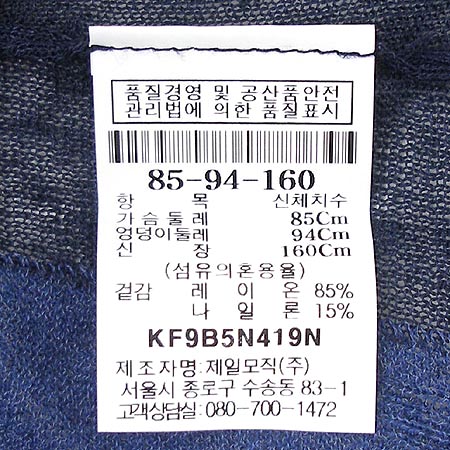 품질경영 및 공산품안전
관리법에 의한 품질표시
85-94-160
항 목 신체치수
가슴둘레 85Cm
엉덩이둘레 94Cm
신 장 160Cm
(섬유의혼용율)
겉감 레 이 온 85%
나 일 론 15%
KF9B5N419N
제조자명:제일모직(주)
서울시 종로구 수송동 83-1
고객상담실:080-700-1472